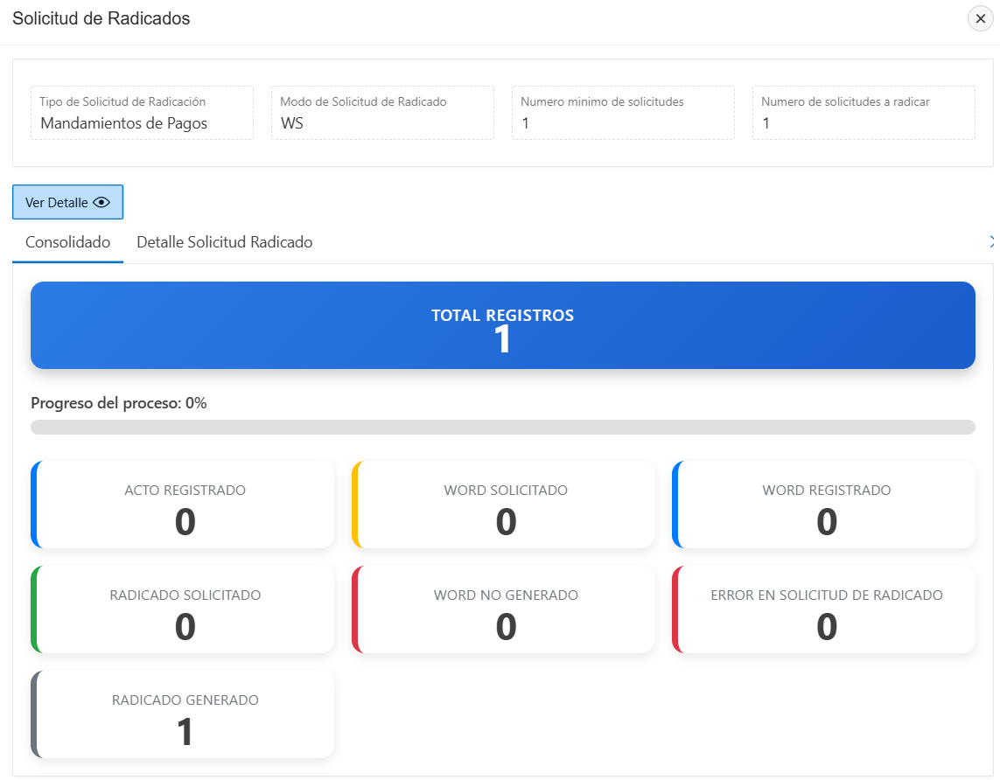 Solicitud de Radicados
Tipo de Solicitud de Radicación
Mandamientos de Pagos
Modo de Solicitud de Radicado
WS
Numero minimo de solicitudes
1
Numero de solicitudes a radicar
1
Ver Detalle
Consolidado
Detalle Solicitud Radicado
TOTAL REGISTROS
1
Progreso del proceso: 0%
ACTO REGISTRADO
0
WORD SOLICITADO
0
WORD REGISTRADO
0
RADICADO SOLICITADO
0
WORD NO GENERADO
0
ERROR EN SOLICITUD DE RADICADO
0
RADICADO GENERADO
1